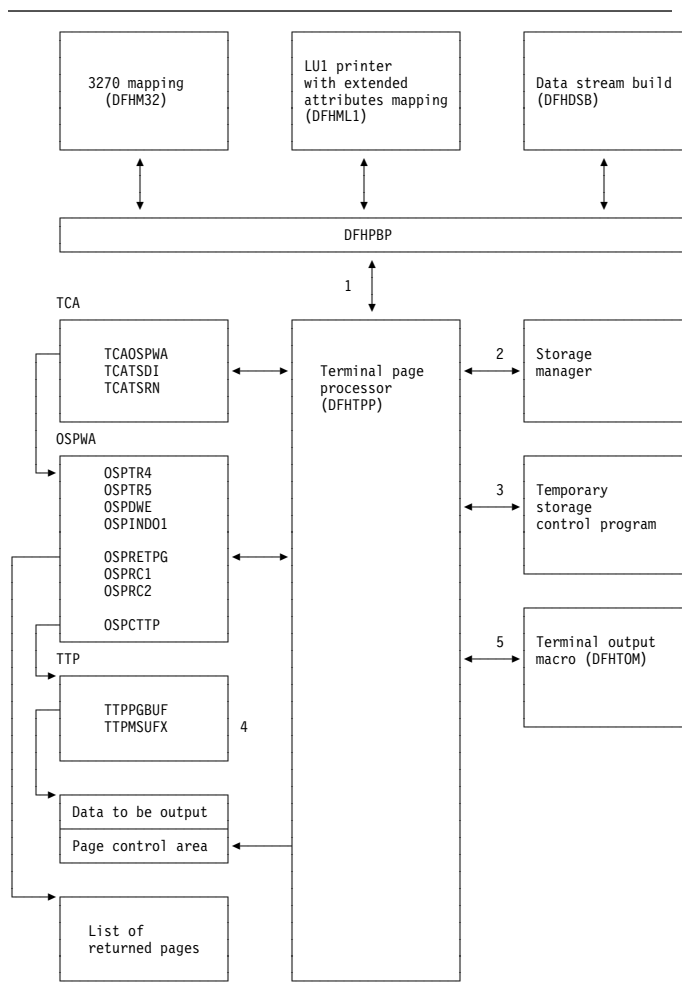 3270 mapping
(DFHM32)
LU1 printer
with extended
attributes mapping
(DFHML1)
Data stream build
(DFHDSB)
DFHPBP
1
TCA
TCAOSPWA
TCATSDI
TCATSRN
Terminal page
processor
(DFHTPP)
2
Storage
manager
OSPWA
OSPTR4
OSPTR5
OSPDWE
OSPIND01
OSPRETPG
OSPRC1
OSPRC2
OSPCTTP
3
Temporary
storage
control program
5
Terminal output
macro (DFHTOM)
TTP
TTPPGBUF
TTPMSUFX
4
Data to be output
Page control area
List of
returned pages